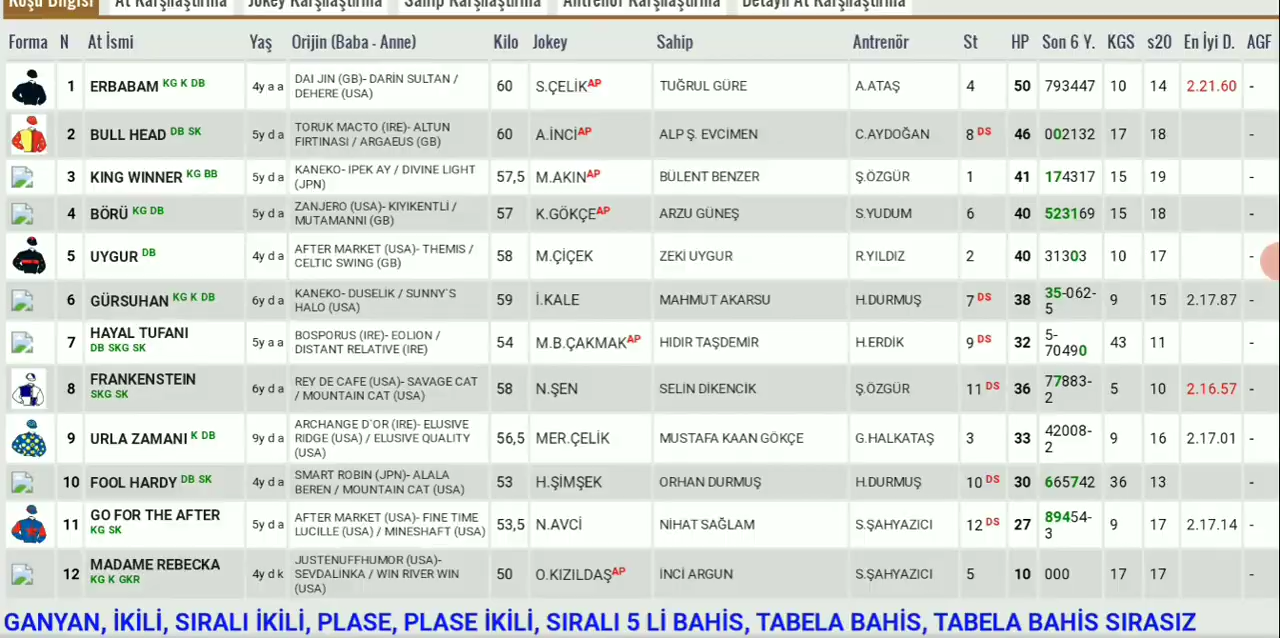 Koşu Bilgisi At Karşılaştırma Jokey Karşılaştırma Sahip Karşılaştırma Antrenör Karşılaştırma Detaylı At Karşılaştırma
Forma N At İsmi Yaş Orijin (Baba - Anne) Kilo Jokey Sahip Antrenör St HP Son 6 Y. KGS s20 En İyi D. AGF
1 ERBABAM KG K DB 4y a a DAI JIN (GB)- DARİN SULTAN / 60 S.ÇELİKAP TUĞRUL GÜRE A.ATAŞ 4 50 793447 10 14 2.21.60 -
DEHERE (USA)
2 BULL HEAD DB SK 5y d a TORUK MACTO (IRE)- ALTUN 60 A.İNCİAP ALP Ş. EVCİMEN C.AYDOĞAN 8 DS 46 002132 17 18 -
FIRTINASI / ARGAEUS (GB)
3 KING WINNER KG BB 5y d a KANEKO- IPEK AY / DIVINE LIGHT 57,5 M.AKINAP BÜLENT BENZER Ş.ÖZGÜR 1 41 174317 15 19 -
(JPN)
4 BÖRÜ KG DB 5y d a ZANJERO (USA)- KIYIKENTLİ / 57 K.GÖKÇEAP ARZU GÜNEŞ S.YUDUM 6 40 523169 15 18 -
MUTAMANNI (GB)
5 UYGUR DB 4y d a AFTER MARKET (USA)- THEMIS / 58 M.ÇİÇEK ZEKİ UYGUR R.YILDIZ 2 40 31303 10 17 -
CELTIC SWING (GB)
6 GÜRSUHAN KG K DB 6y d a KANEKO- DUSELIK / SUNNY`S 59 İ.KALE MAHMUT AKARSU H.DURMUŞ 7 DS 38 35-062- 9 15 2.17.87 -
HALO (USA) 5
7 HAYAL TUFANI 5y a a BOSPORUS (IRE)- EOLION / 54 M.B.ÇAKMAKAP HIDIR TAŞDEMİR H.ERDİK 9 DS 32 5- 43 11 -
DB SKG SK DISTANT RELATIVE (IRE) 70490
8 FRANKENSTEIN 6y d a REY DE CAFE (USA)- SAVAGE CAT 58 N.ŞEN SELİN DİKENCİK Ş.ÖZGÜR 11 DS 36 77883- 5 10 2.16.57 -
SKG SK / MOUNTAIN CAT (USA) 2
9 URLA ZAMANI K DB 9y d a ARCHANGE D`OR (IRE)- ELUSIVE 56,5 MER.ÇELİK MUSTAFA KAAN GÖKÇE G.HALKATAŞ 3 33 42008- 9 16 2.17.01 -
RIDGE (USA) / ELUSIVE QUALITY 2
(USA)
10 FOOL HARDY DB SK 4y d a SMART ROBIN (JPN)- ALALA 53 H.ŞİMŞEK ORHAN DURMUŞ H.DURMUŞ 10 DS 30 665742 36 13 -
BEREN / MOUNTAIN CAT (USA)
11 GO FOR THE AFTER 5y d a AFTER MARKET (USA)- FINE TIME 53,5 N.AVCİ NİHAT SAĞLAM S.ŞAHYAZICI 12 DS 27 89454- 9 17 2.17.14 -
KG SK LUCILLE (USA) / MINESHAFT (USA) 3
12 MADAME REBECKA 4y d k JUSTENUFFHUMOR (USA)- 50 O.KIZILDAŞAP İNCİ ARGUN S.ŞAHYAZICI 5 10 000 17 17 -
KG K GKR SEVDALINKA / WIN RIVER WIN
(USA)
GANYAN, İKİLİ, SIRALI İKİLİ, PLASE, PLASE İKİLİ, SIRALI 5 Lİ BAHİS, TABELA BAHİS, TABELA BAHİS SIRASIZ